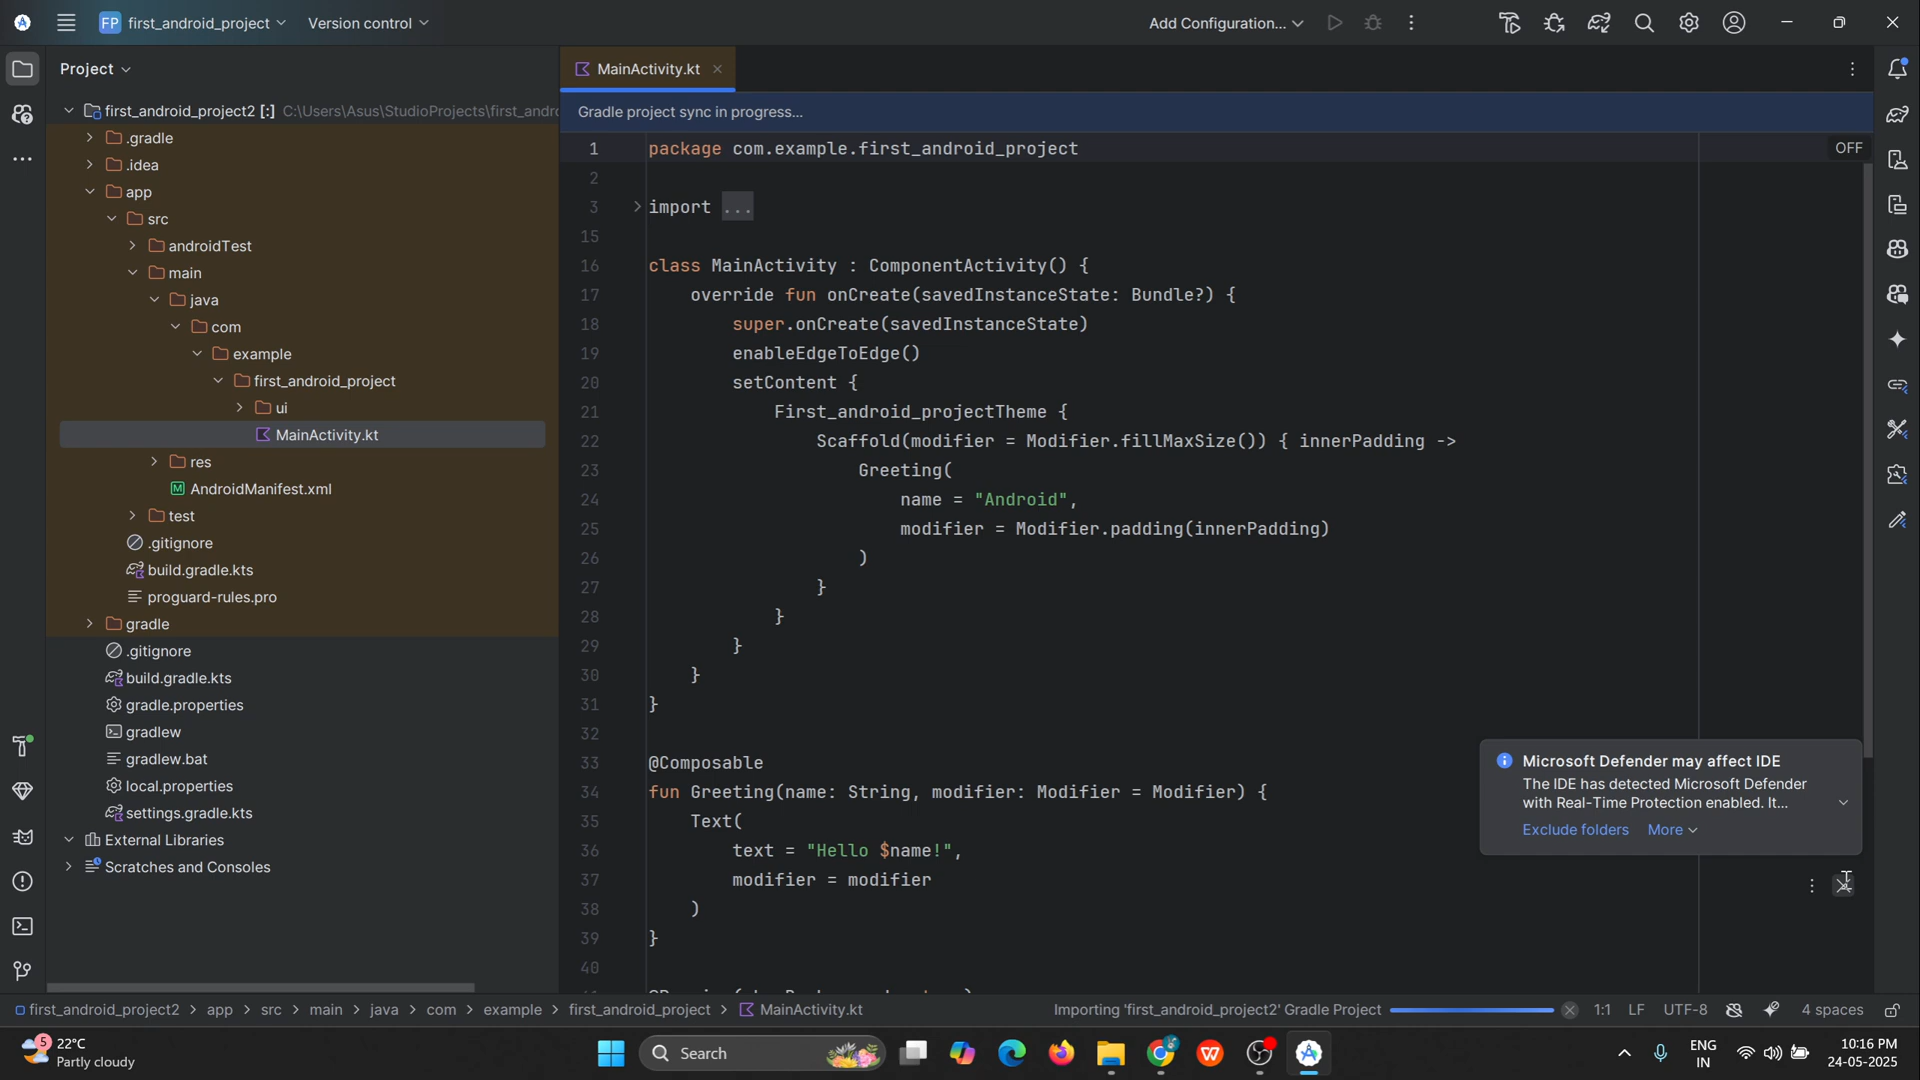 FP first_android_project Version control Add Configuration...
Project
MainActivity.kt
first_android_project2 [:] C:\Users\Asus\StudioProjects\first_andro
Gradle project sync in progress...
.gradle
.idea
app
src
androidTest
main
java
com
example
first_android_project
ui
MainActivity.kt
res
AndroidManifest.xml
test
.gitignore
build.gradle.kts
proguard-rules.pro
gradle
.gitignore
build.gradle.kts
gradle.properties
gradlew
gradlew.bat
local.properties
settings.gradle.kts
External Libraries
Scratches and Consoles
1 package com.example.first_android_project OFF
2
3 import ...
15
16 class MainActivity : ComponentActivity() {
17 override fun onCreate(savedInstanceState: Bundle?) {
18 super.onCreate(savedInstanceState)
19 enableEdgeToEdge()
20 setContent {
21 First_android_projectTheme {
22 Scaffold(modifier = Modifier.fillMaxSize()) { innerPadding ->
23 Greeting(
24 name = "Android",
25 modifier = Modifier.padding(innerPadding)
26 )
27 }
28 }
29 }
30 }
31 }
32
33 @Composable
34 fun Greeting(name: String, modifier: Modifier = Modifier) {
35 Text(
36 text = "Hello $name!",
37 modifier = modifier
38 )
39 }
40
Microsoft Defender may affect IDE
The IDE has detected Microsoft Defender
with Real-Time Protection enabled. It...
Exclude folders More
first_android_project2 > app > src > main > java > com > example > first_android_project > MainActivity.kt Importing 'first_android_project2' Gradle Project 1:1 LF UTF-8 4 spaces
5 22°C
Partly cloudy
Search
ENG
IN
10:16 PM
24-05-2025